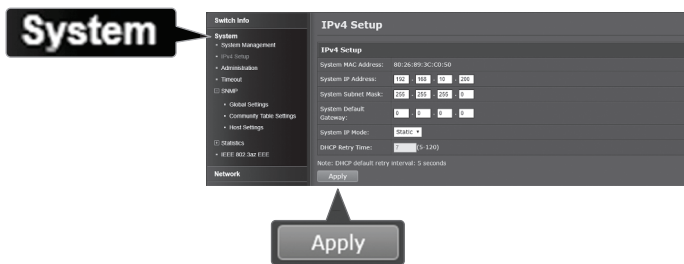 System
Switch Info
System
System Management
IPv4 Setup
Administration
Timeout
SNMP
Global Settings
Community Table Settings
Host Settings
Statistics
IEEE 802.3az EEE
Network
IPv4 Setup
IPv4 Setup
System MAC Address: 80:26:89:3C:C0:50
System IP Address: 192 . 168 . 10 . 200
System Subnet Mask: 255 . 255 . 255 . 0
System Default
Gateway: 0 . 0 . 0 . 0
System IP Mode: Static
DHCP Retry Time: 7 (5-120)
Note: DHCP default retry interval: 5 seconds
Apply
Apply